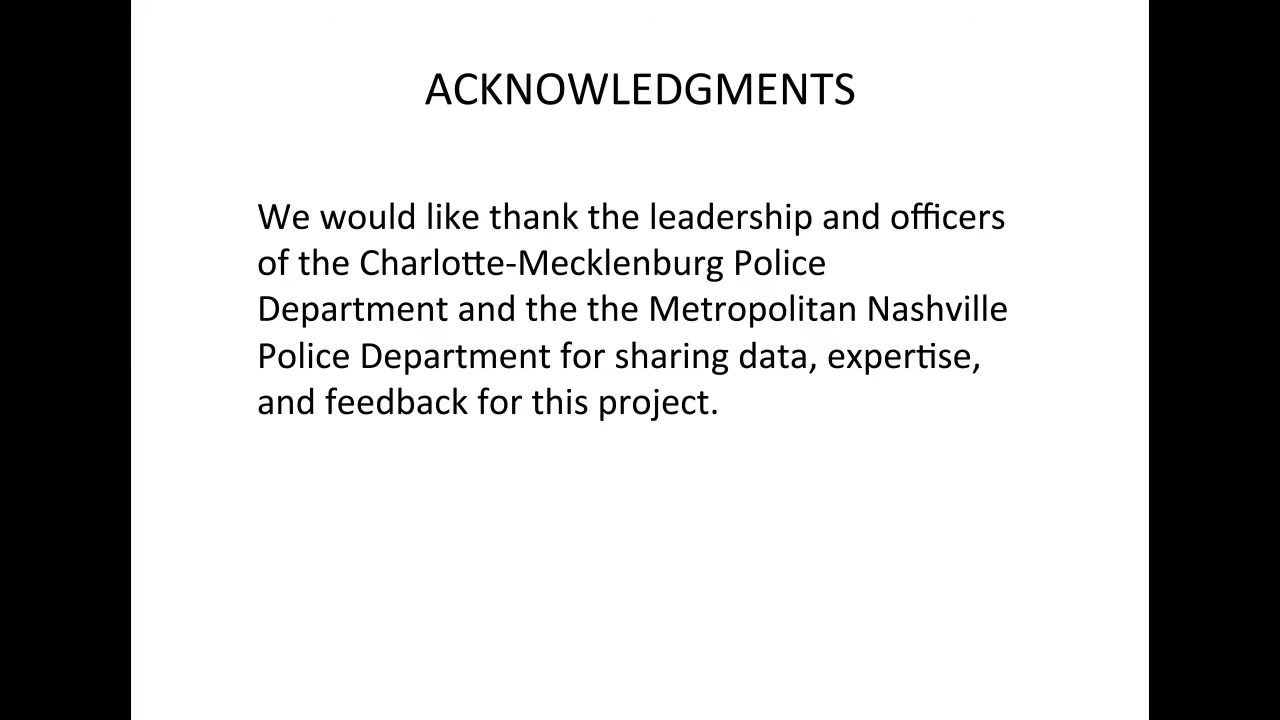 ACKNOWLEDGMENTS
We would like thank the leadership and officers
of the Charlotte-Mecklenburg Police
Department and the the Metropolitan Nashville
Police Department for sharing data, expertise,
and feedback for this project.